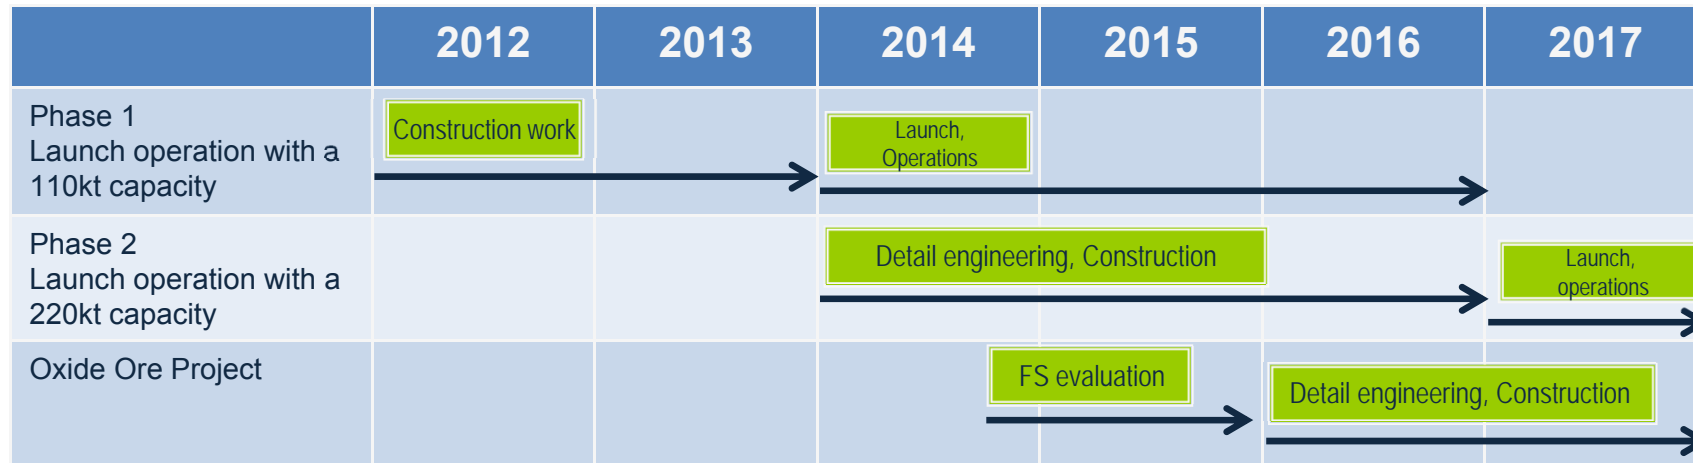 2012 2013 2014 2015 2016 2017
Phase 1
Launch operation with a
110kt capacity
Construction work
Launch,
Operations
Phase 2
Launch operation with a
220kt capacity
Detail engineering, Construction
Launch,
operations
Oxide Ore Project
FS evaluation
Detail engineering, Construction